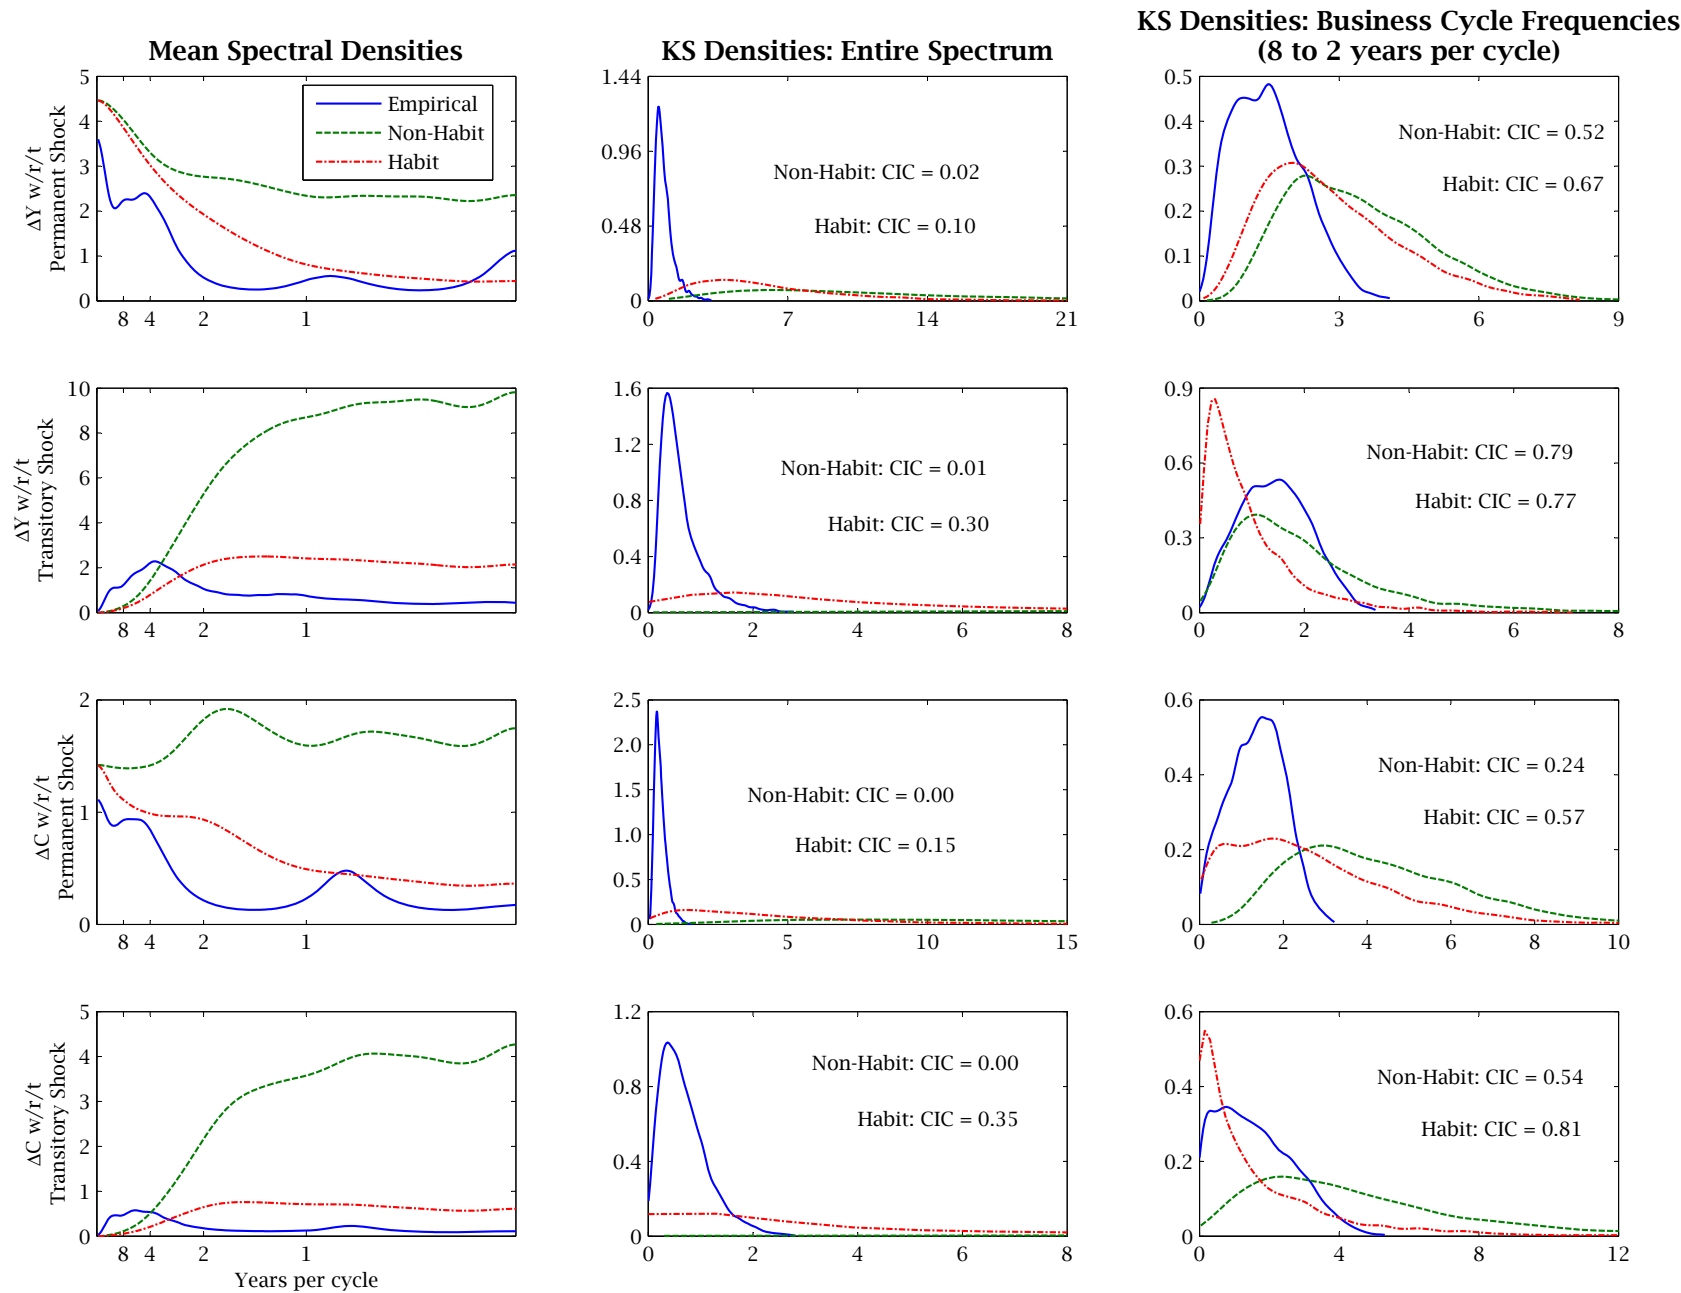 Mean Spectral Densities
KS Densities: Entire Spectrum
KS Densities: Business Cycle Frequencies
(8 to 2 years per cycle)
ΔY w/r/t
Permanent Shock
5
4
3
2
1
0
8 4 2 1
Empirical
Non-Habit
Habit
1.44
0.96
0.48
0
0 7 14 21
Non-Habit: CIC = 0.02
Habit: CIC = 0.10
0.5
0.4
0.3
0.2
0.1
0
0 3 6 9
Non-Habit: CIC = 0.52
Habit: CIC = 0.67
ΔY w/r/t
Transitory Shock
10
8
6
4
2
0
8 4 2 1
1.6
1.2
0.8
0.4
0
0 2 4 6 8
Non-Habit: CIC = 0.01
Habit: CIC = 0.30
0.9
0.6
0.3
0
0 2 4 6 8
Non-Habit: CIC = 0.79
Habit: CIC = 0.77
ΔC w/r/t
Permanent Shock
2
1
0
8 4 2 1
2.5
2.0
1.5
1.0
0.5
0
0 5 10 15
Non-Habit: CIC = 0.00
Habit: CIC = 0.15
0.6
0.4
0.2
0
0 2 4 6 8 10
Non-Habit: CIC = 0.24
Habit: CIC = 0.57
ΔC w/r/t
Transitory Shock
5
4
3
2
1
0
8 4 2 1
Years per cycle
1.2
0.8
0.4
0
0 2 4 6 8
Non-Habit: CIC = 0.00
Habit: CIC = 0.35
0.6
0.4
0.2
0
0 4 8 12
Non-Habit: CIC = 0.54
Habit: CIC = 0.81